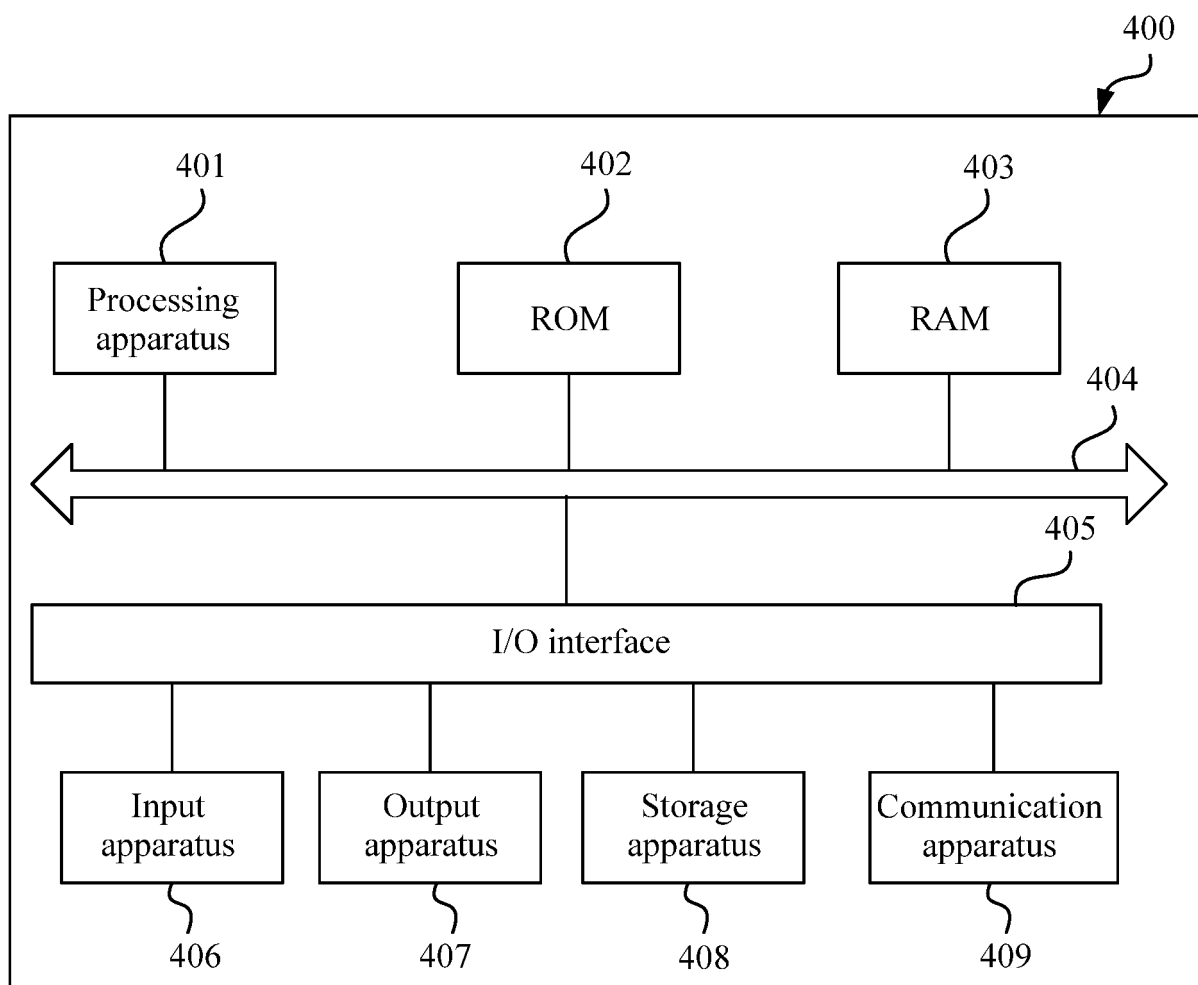 400
401
402
403
Processing
apparatus
ROM
RAM
404
405
I/O interface
Input
apparatus
Output
apparatus
Storage
apparatus
Communication
apparatus
406
407
408
409